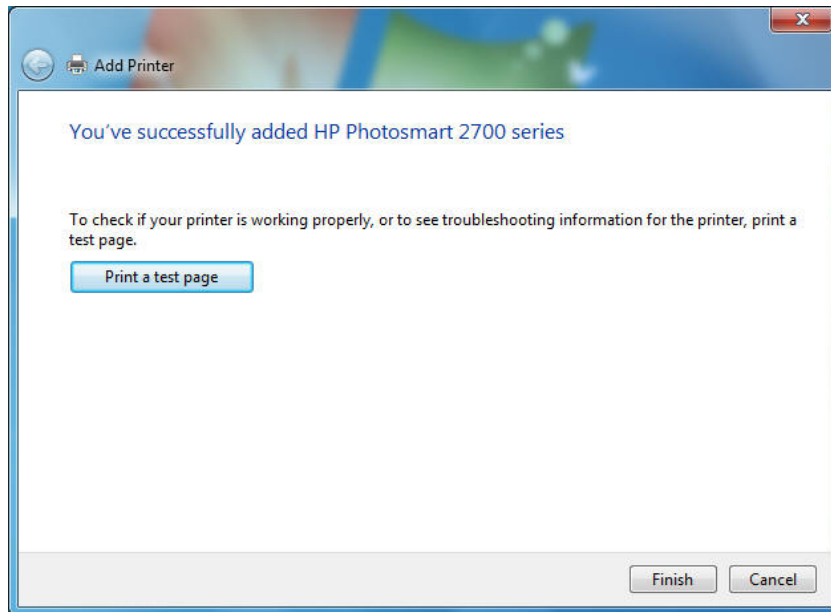 Add Printer
You've successfully added HP Photosmart 2700 series
To check if your printer is working properly, or to see troubleshooting information for the printer, print a
test page.
Print a test page
Finish Cancel